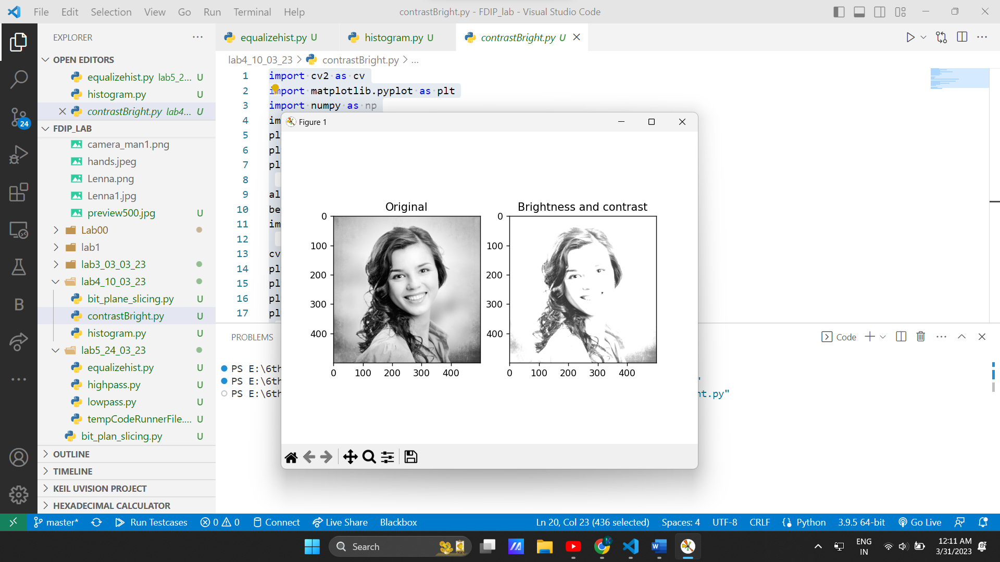 File Edit Selection View Go Run Terminal Help
contrastBright.py - FDIP_lab - Visual Studio Code
EXPLORER
OPEN EDITORS
equalizehist.py lab5_2... U
histogram.py U
contrastBright.py lab4... U
FDIP_LAB
camera_man1.png
hands.jpeg
Lenna.png
Lenna1.jpg
preview500.jpg U
Lab00
lab1
lab3_03_03_23
lab4_10_03_23
bit_plane_slicing.py U
contrastBright.py U
histogram.py U
lab5_24_03_23
equalizehist.py U
highpass.py U
lowpass.py U
tempCodeRunnerFile.... U
bit_plan_slicing.py U
OUTLINE
TIMELINE
KEIL UVISION PROJECT
HEXADECIMAL CALCULATOR
24
B
equalizehist.py U histogram.py U contrastBright.py U
lab4_10_03_23 > contrastBright.py > ...
1 import cv2 as cv
2 import matplotlib.pyplot as plt
3 import numpy as np
4 im
5 pl
6 pl
7 pl
8
9 al
10 be
11 im
12
13 cv
14 pl
15 pl
16 pl
17 pl
Figure 1
Original
0
100
200
300
400
0 100 200 300 400
Brightness and contrast
0
100
200
300
400
0 100 200 300 400
PROBLEMS
Code
PS E:\6th
PS E:\6th '
PS E:\6th ht.py"
master* Run Testcases 0 0 Connect Live Share Blackbox
Ln 20, Col 23 (436 selected) Spaces: 4 UTF-8 CRLF Python 3.9.5 64-bit Go Live
Search
ENG
IN
12:11 AM
3/31/2023